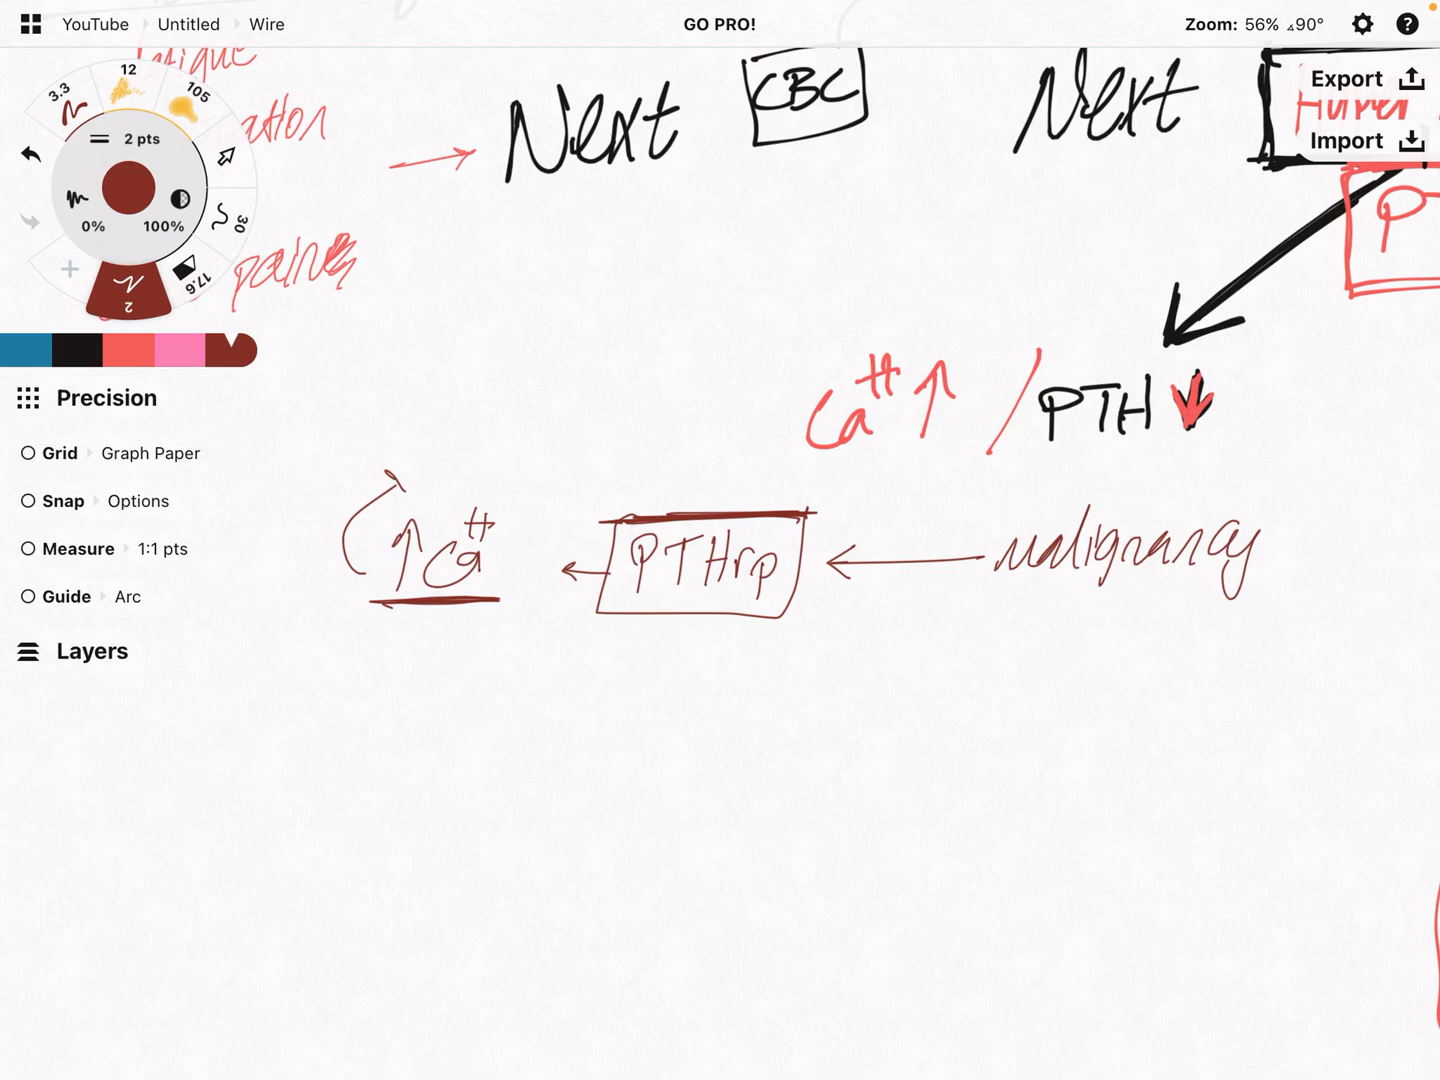 YouTube Untitled Wire GO PRO! Zoom: 56% ⊿90°
Export
Import
12
3.3
105
2 pts
0% 100%
30
17.6
2
Next CBC Next
pains
P
Ca++ ↑ / PTH ↓
↑ Ca++ ← PTHrp ← malignancy
Precision
Grid Graph Paper
Snap Options
Measure 1:1 pts
Guide Arc
Layers